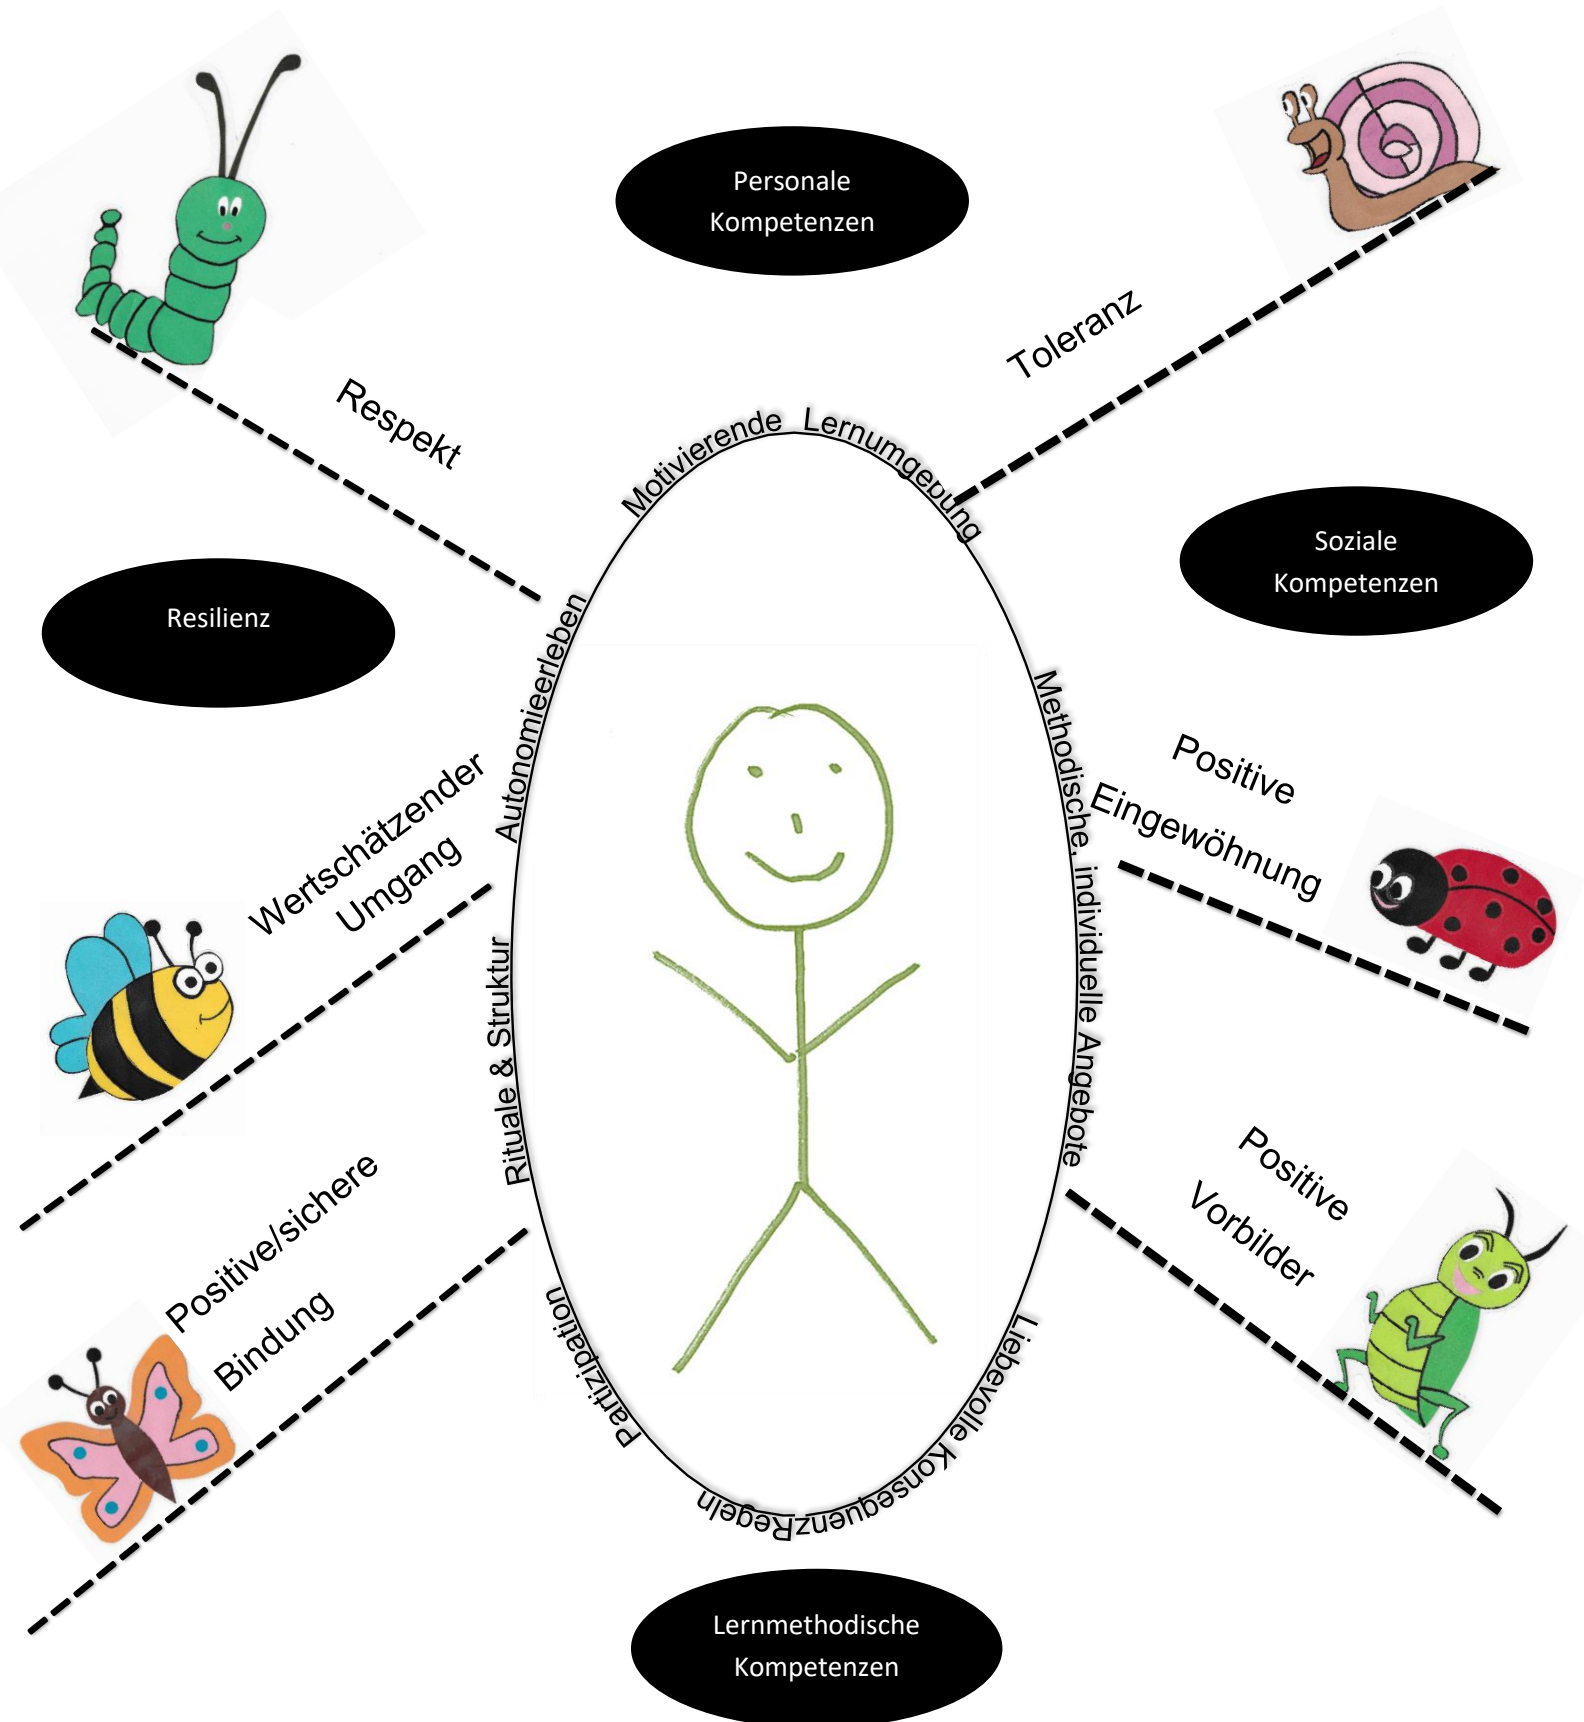 Personale
Kompetenzen
Toleranz
Respekt
Motivierende Lernumgebung
Soziale
Kompetenzen
Resilienz
Autonomieerleben
Methodische, individuelle Angebote
Positive
Eingewöhnung
Wertschätzender
Umgang
Rituale & Struktur
Positive
Vorbilder
Positive/sichere
Bindung
Partizipation
Liebevolle Konsequenz
Regeln
Lernmethodische
Kompetenzen